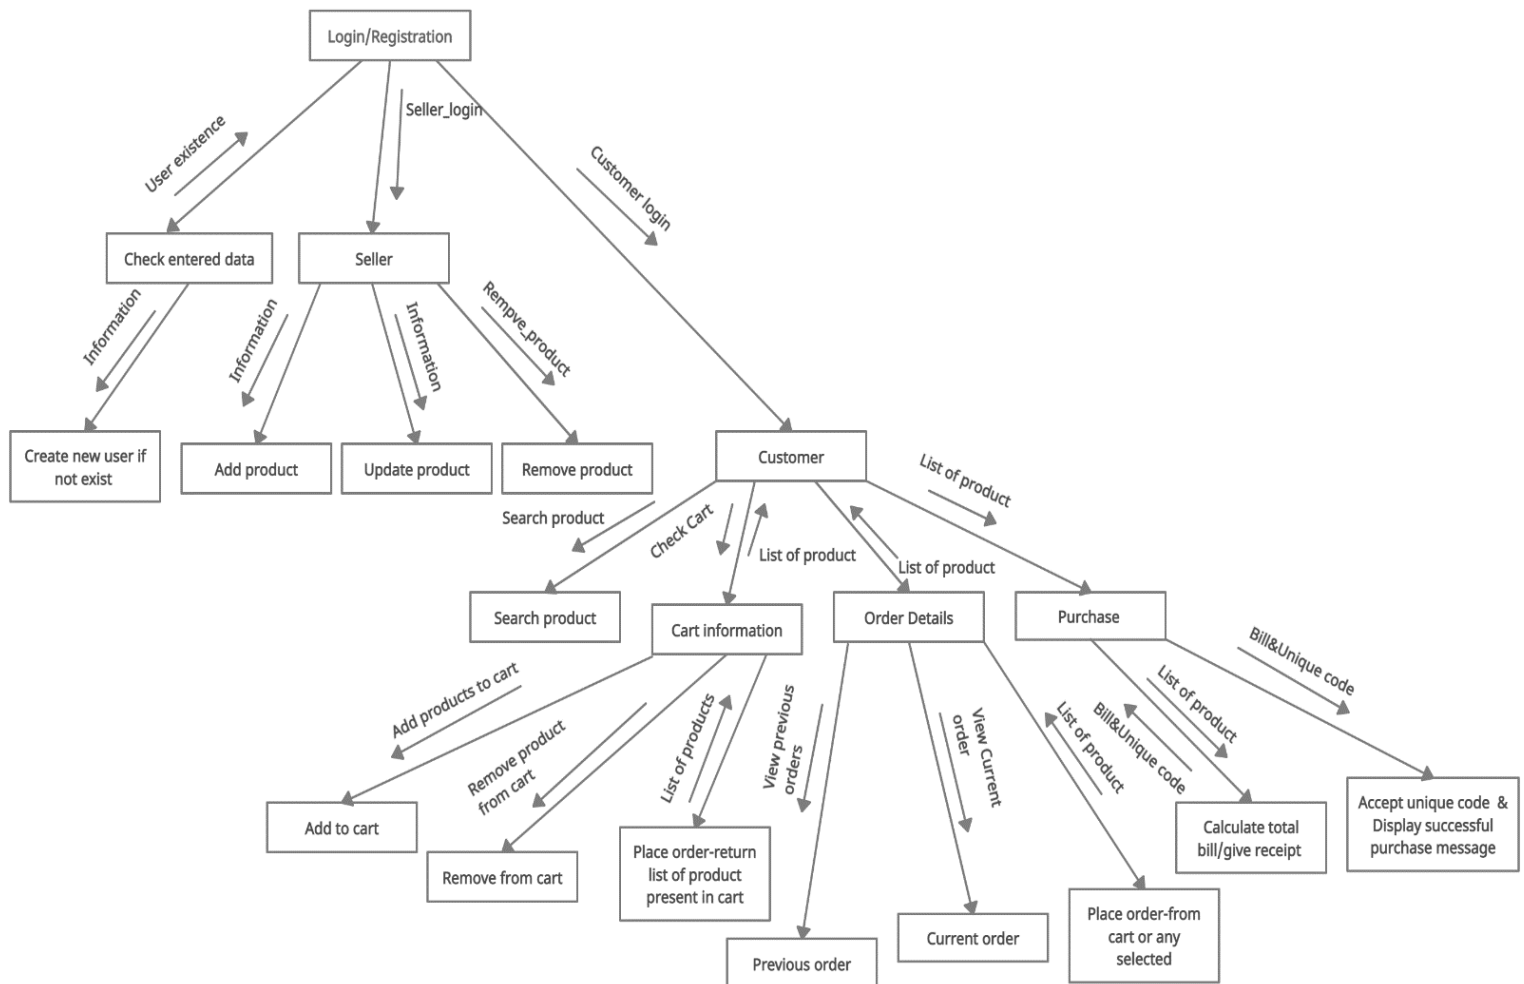 Login/Registration
Seller_login
User existence
Customer login
Check entered data
Seller
Information
Information
Information
Rempve_product
Create new user if
not exist
Add product
Update product
Remove product
Customer
List of product
Search product
Check Cart
List of product
List of product
Search product
Cart information
Order Details
Purchase
Bill&Unique code
Add products to cart
Remove product
from cart
List of products
View previous
orders
View Current
order
List of product
Bill&Unique code
List of product
Add to cart
Remove from cart
Place order-return
list of product
present in cart
Calculate total
bill/give receipt
Accept unique code &
Display successful
purchase message
Previous order
Current order
Place order-from
cart or any
selected